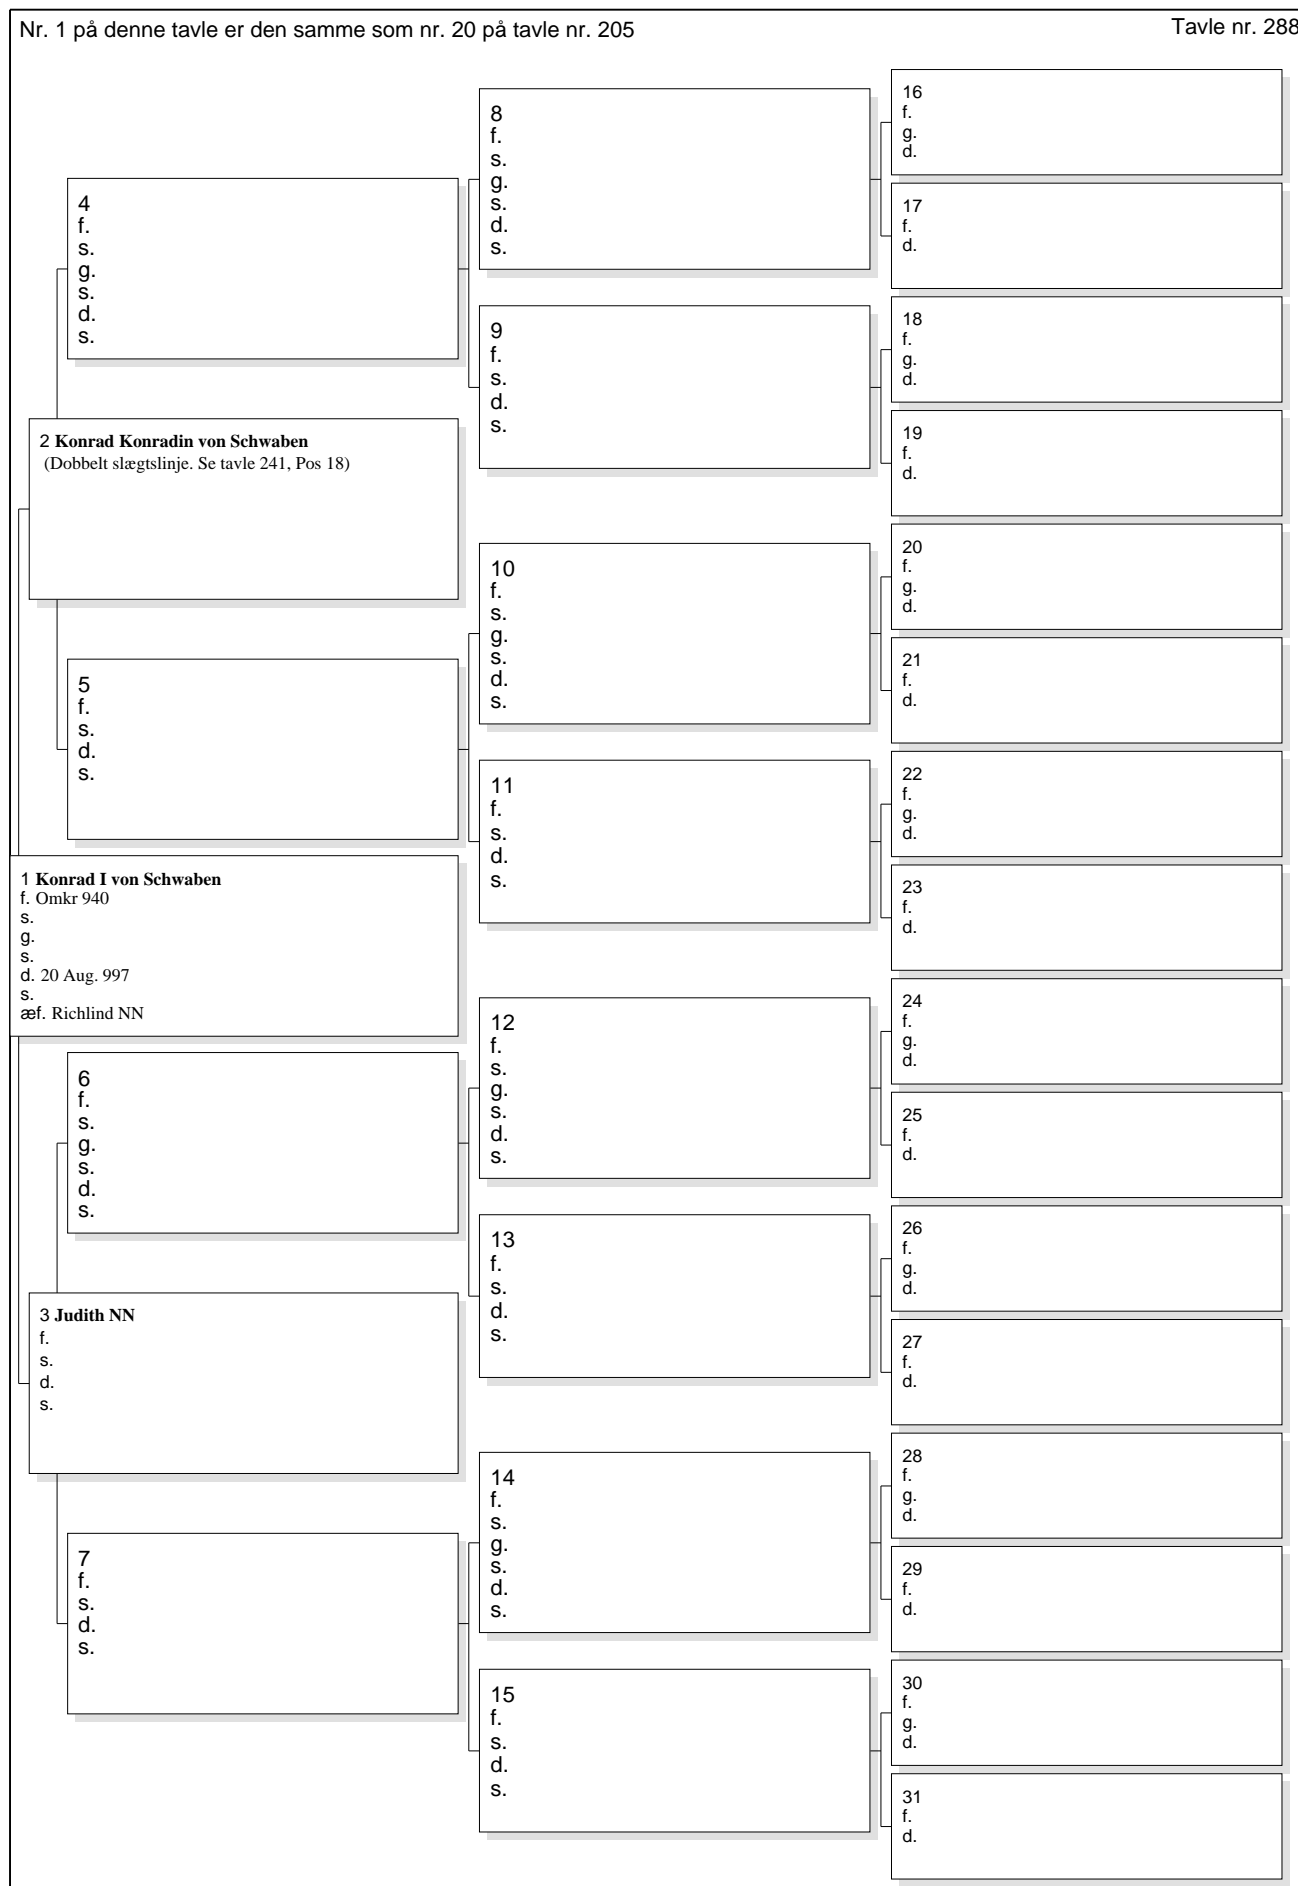 Nr. 1 på denne tavle er den samme som nr. 20 på tavle nr. 205
Tavle nr. 288
4
f.
s.
g.
s.
d.
s.
2 Konrad Konradin von Schwaben
(Dobbelt slægtslinje. Se tavle 241, Pos 18)
5
f.
s.
d.
s.
1 Konrad I von Schwaben
f. Omkr 940
s.
g.
s.
d. 20 Aug. 997
s.
æf. Richlind NN
6
f.
s.
g.
s.
d.
s.
3 Judith NN
f.
s.
d.
s.
7
f.
s.
d.
s.
8
f.
s.
g.
s.
d.
s.
9
f.
s.
d.
s.
10
f.
s.
g.
s.
d.
s.
11
f.
s.
d.
s.
12
f.
s.
g.
s.
d.
s.
13
f.
s.
d.
s.
14
f.
s.
g.
s.
d.
s.
15
f.
s.
d.
s.
16
f.
g.
d.
17
f.
d.
18
f.
g.
d.
19
f.
d.
20
f.
g.
d.
21
f.
d.
22
f.
g.
d.
23
f.
d.
24
f.
g.
d.
25
f.
d.
26
f.
g.
d.
27
f.
d.
28
f.
g.
d.
29
f.
d.
30
f.
g.
d.
31
f.
d.